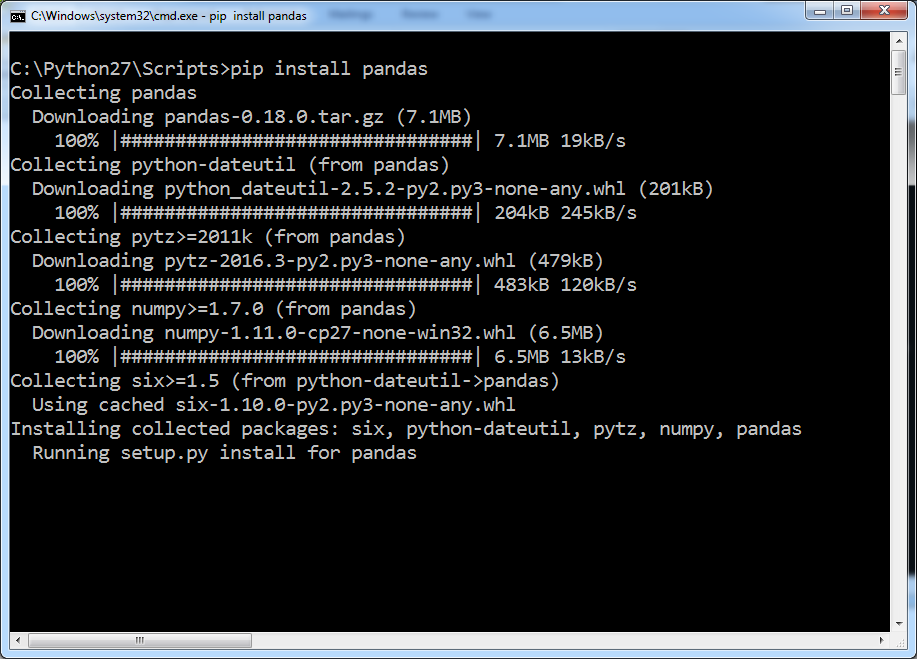 C:\Windows\system32\cmd.exe - pip  install pandas
C:\Python27\Scripts>pip install pandas
Collecting pandas
  Downloading pandas-0.18.0.tar.gz (7.1MB)
    100% |################################| 7.1MB 19kB/s
Collecting python-dateutil (from pandas)
  Downloading python_dateutil-2.5.2-py2.py3-none-any.whl (201kB)
    100% |################################| 204kB 245kB/s
Collecting pytz>=2011k (from pandas)
  Downloading pytz-2016.3-py2.py3-none-any.whl (479kB)
    100% |################################| 483kB 120kB/s
Collecting numpy>=1.7.0 (from pandas)
  Downloading numpy-1.11.0-cp27-none-win32.whl (6.5MB)
    100% |################################| 6.5MB 13kB/s
Collecting six>=1.5 (from python-dateutil->pandas)
  Using cached six-1.10.0-py2.py3-none-any.whl
Installing collected packages: six, python-dateutil, pytz, numpy, pandas
  Running setup.py install for pandas